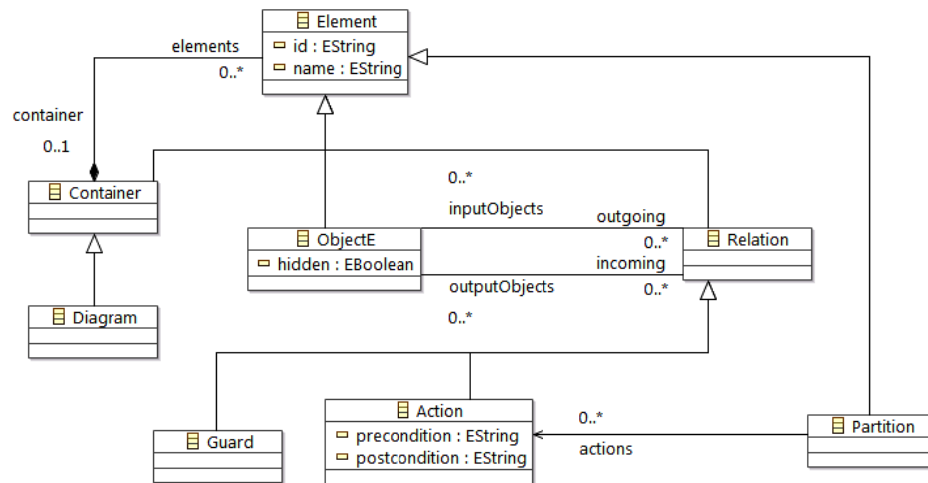 Element
id : EString
name : EString
elements
0..*
container
0..1
Container
0..*
inputObjects
outgoing
0..*
ObjectE
hidden : EBoolean
Relation
incoming
0..*
outputObjects
0..*
Diagram
Action
precondition : EString
postcondition : EString
Guard
0..*
actions
Partition